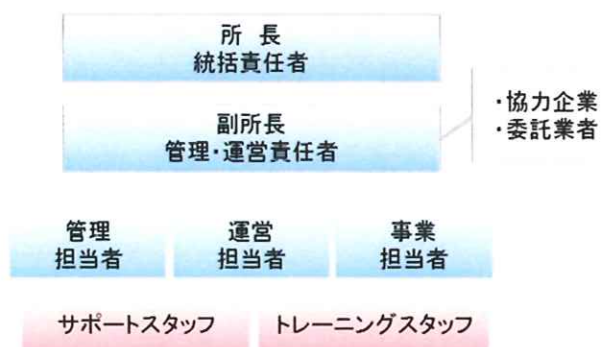 所 長
統括責任者
副所長
管理・運営責任者
・協力企業
・委託業者
管理
担当者
運営
担当者
事業
担当者
サポートスタッフ
トレーニングスタッフ